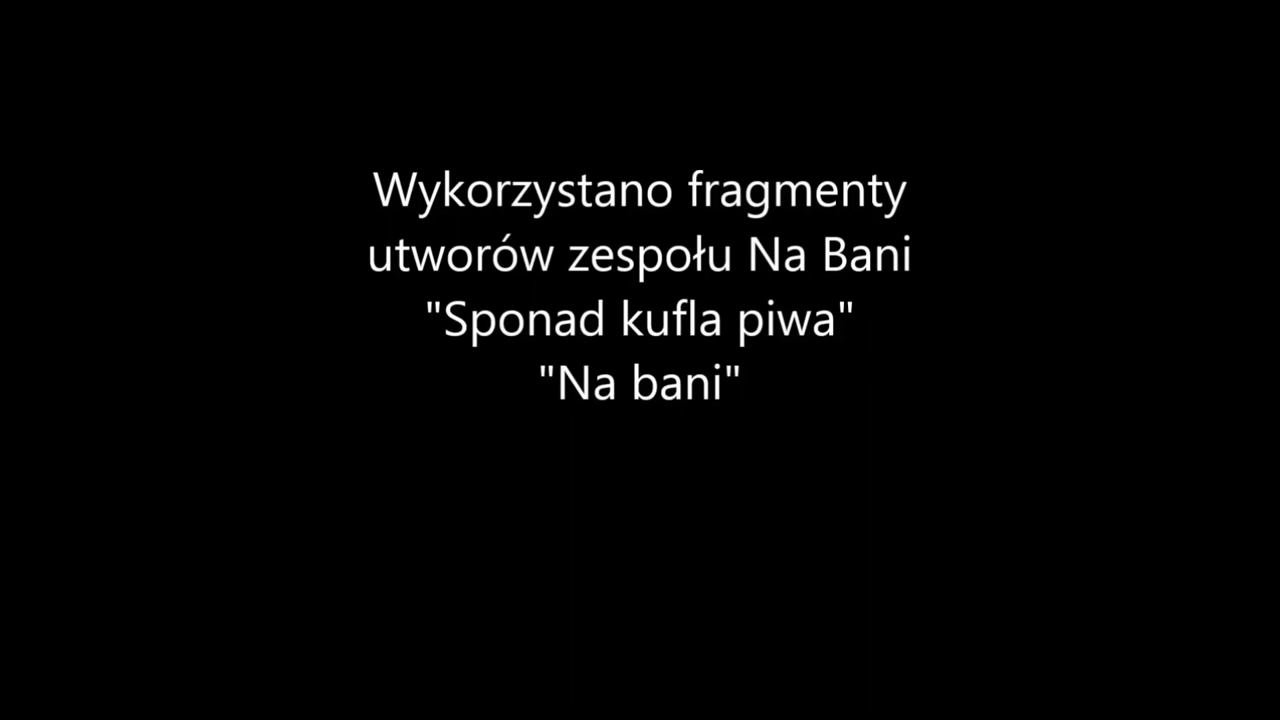 Wykorzystano fragmenty
utworów zespołu Na Bani
"Sponad kufla piwa"
"Na bani"